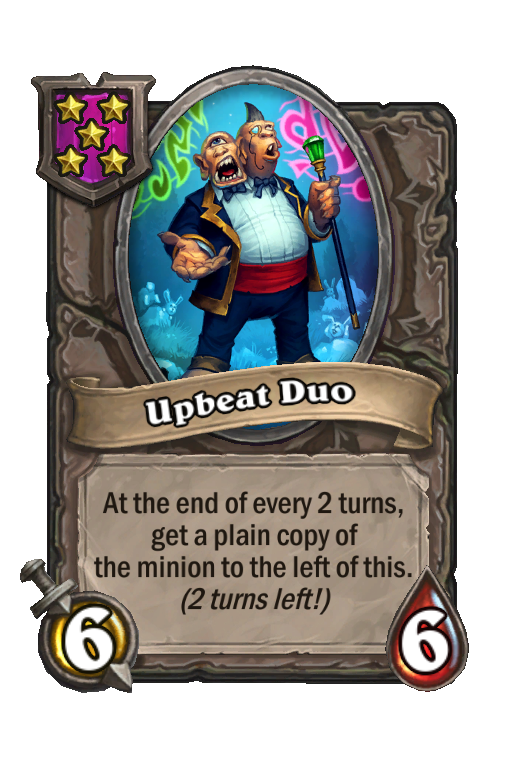 Upbeat Duo
At the end of every 2 turns,
get a plain copy of
the minion to the left of this.
(2 turns left!)
6
6